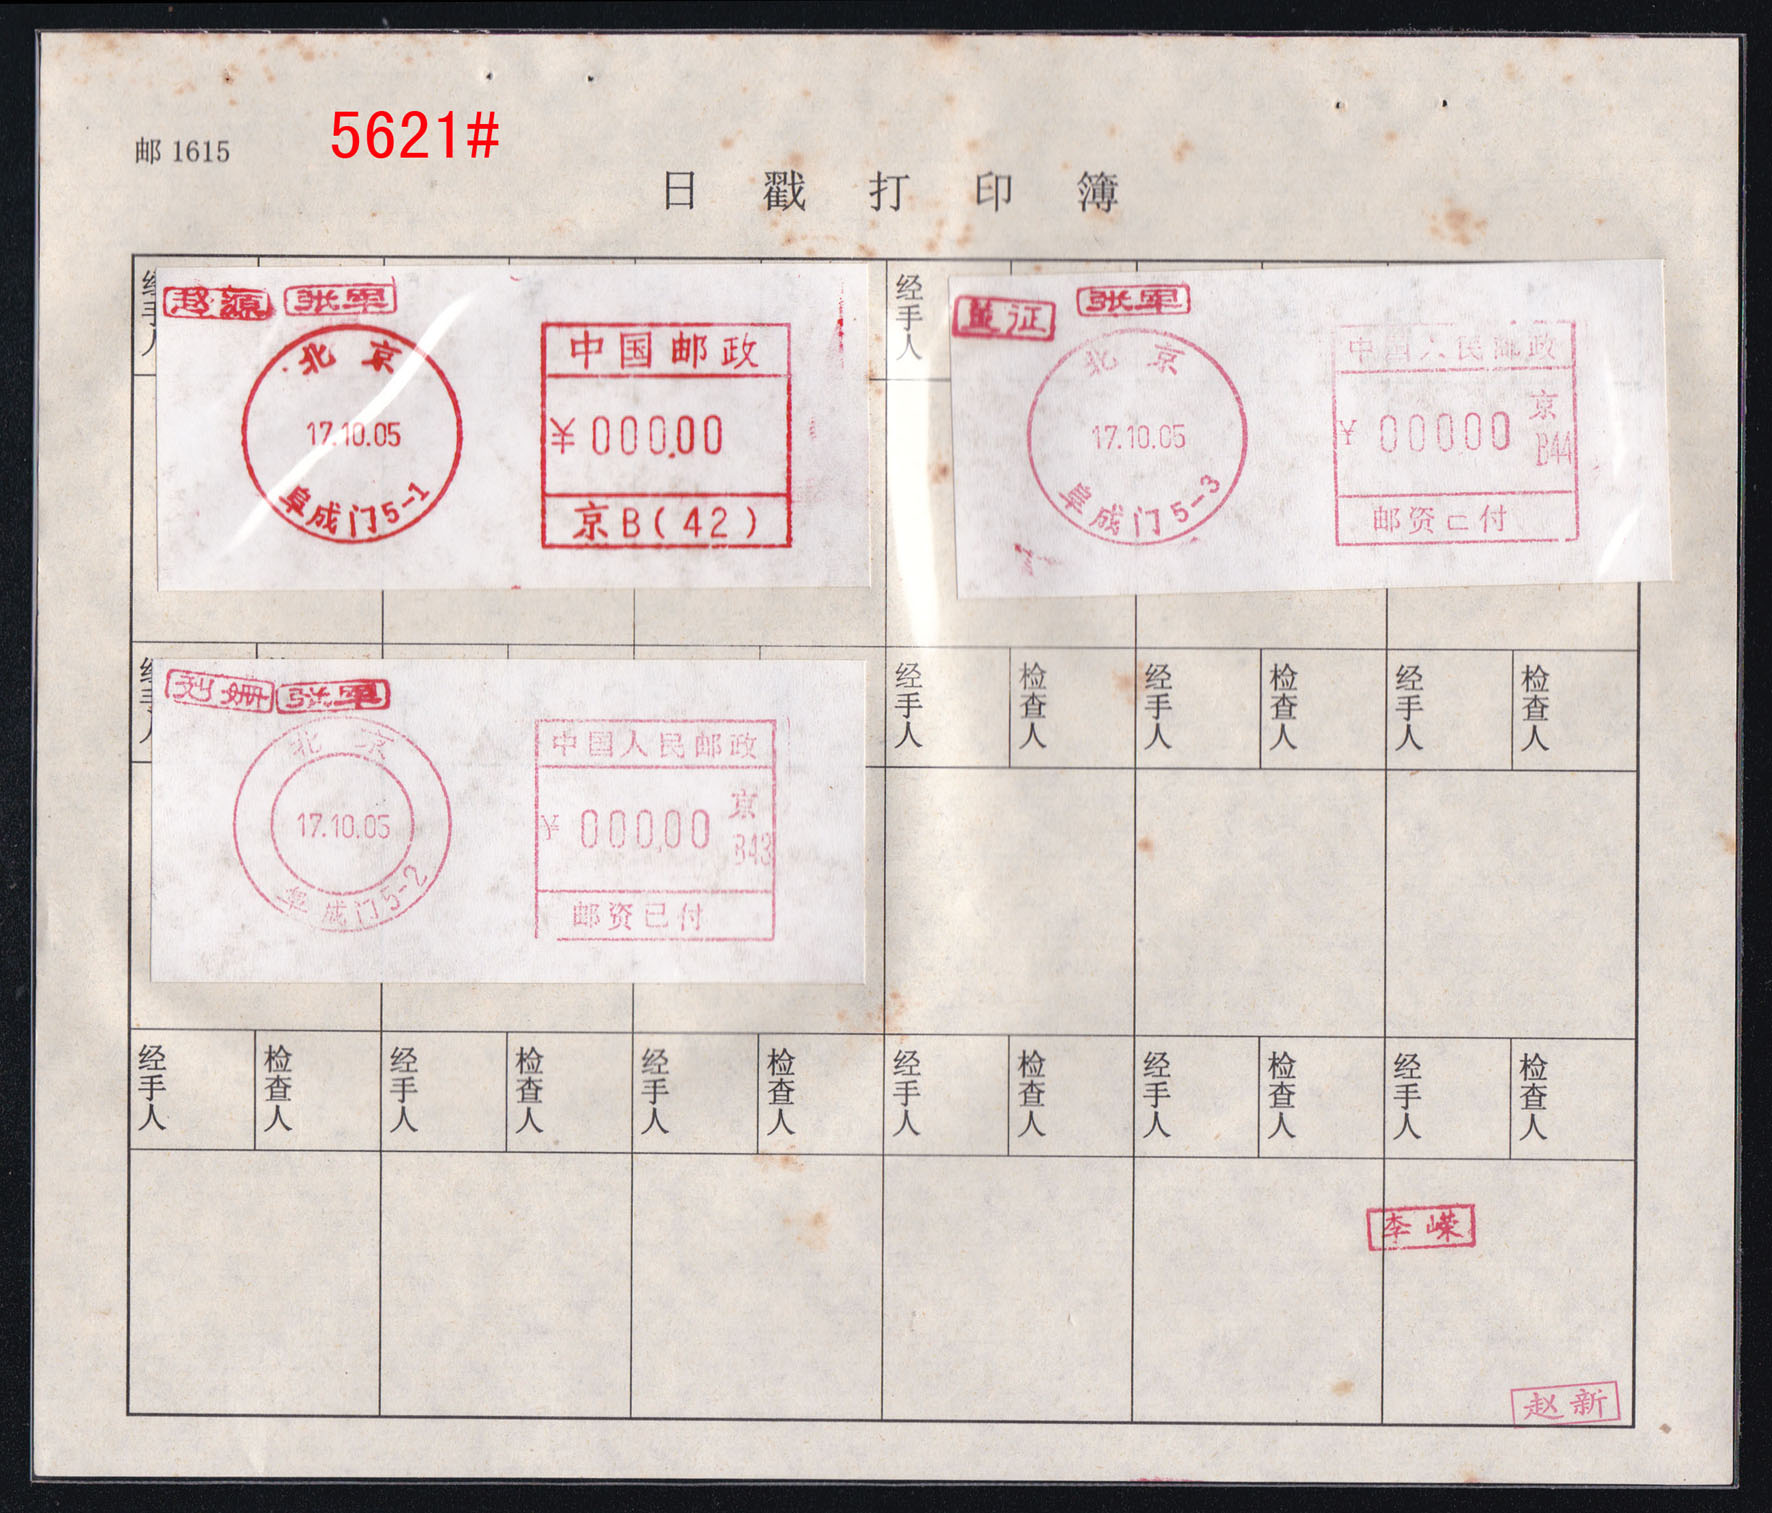 邮 1615
5621#
日戳打印簿
经手人
赵源 张军
北京
17.10.05
阜成门5-1
中国邮政
¥000.00
京B(42)
经手人
张军
北京
17.10.05
阜成门5-3
中国人民邮政
¥00000
京
B44
邮资已付
经手人
刘姗 张军
北京
17.10.05
阜成门5-2
中国人民邮政
¥000.00
京
B43
邮资已付
经手人 检查人 经手人 检查人 经手人 检查人
经手人 检查人 经手人 检查人 经手人 检查人 经手人 检查人 经手人 检查人 经手人 检查人
李嵘
赵新